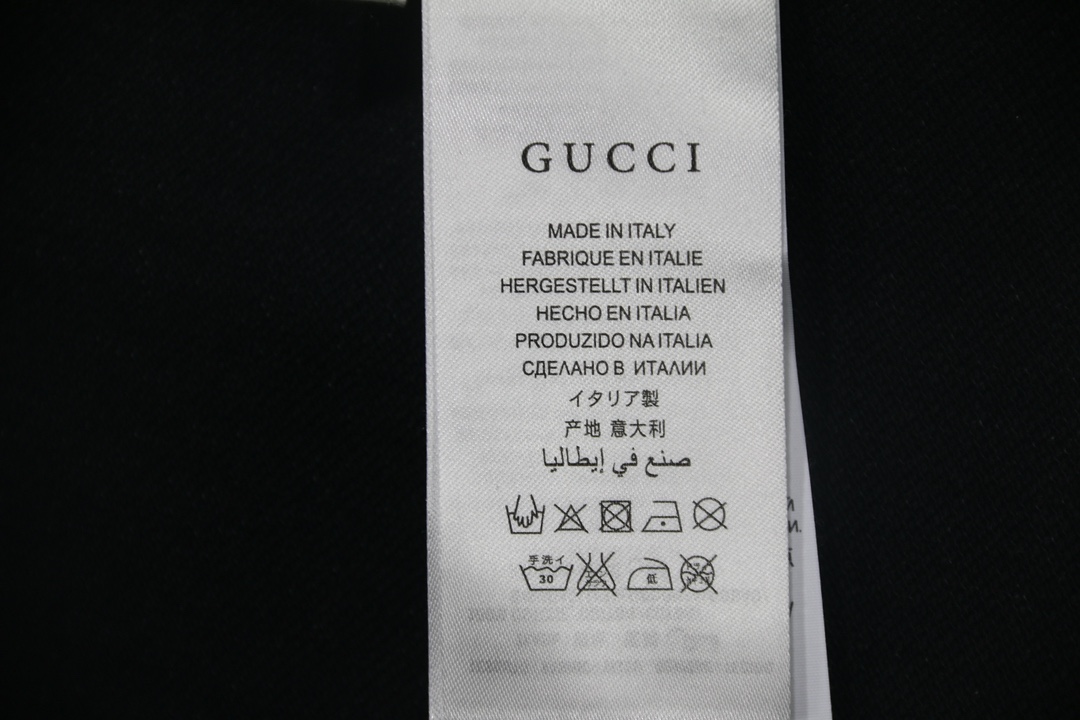 GUCCI
MADE IN ITALY
FABRIQUE EN ITALIE
HERGESTELLT IN ITALIEN
HECHO EN ITALIA
PRODUZIDO NA ITALIA
СДЕЛАНО В ИТАЛИИ
イタリア製
产地 意大利
صنع في إيطاليا
手洗イ
30 低